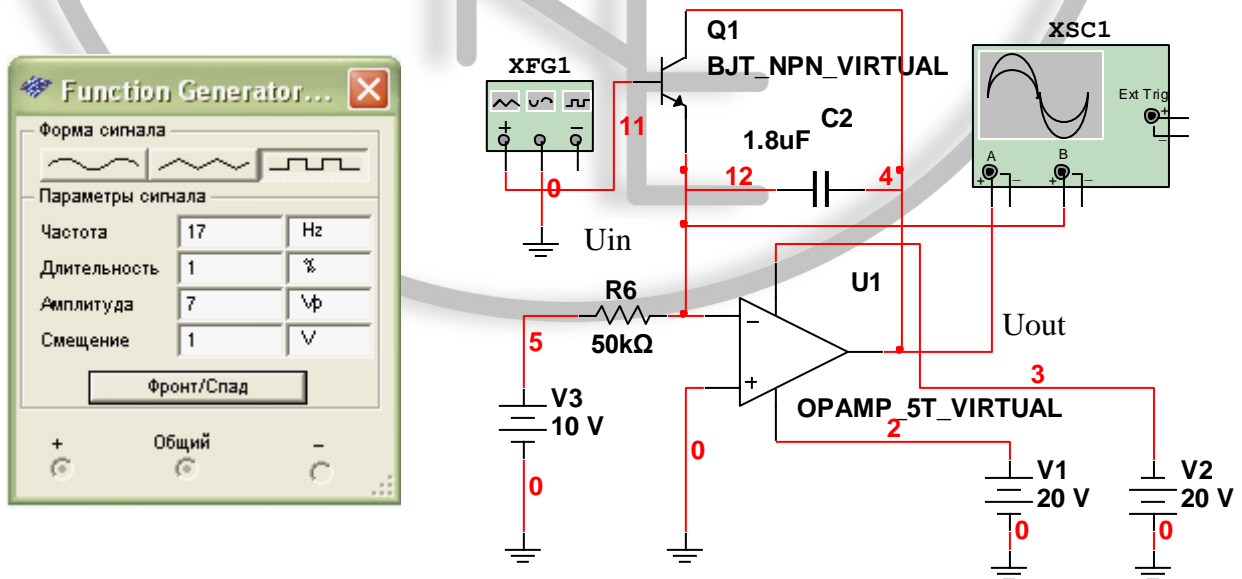 Function Generator...
Форма сигнала
Параметры сигнала
Частота 17 Hz
Длительность 1 %
Амплитуда 7 Vp
Смещение 1 V
Фронт/Спад
+ Общий –
XFG1
+ –
11
0
Q1
BJT_NPN_VIRTUAL
C2
1.8uF
12
4
XSC1
Ext Trig
+
–
A
B
+ –
+ –
Uin
R6
50kΩ
5
V3
10 V
0
U1
–
+
Uout
OPAMP_5T_VIRTUAL
3
2
0
V1
20 V
0
V2
20 V
0